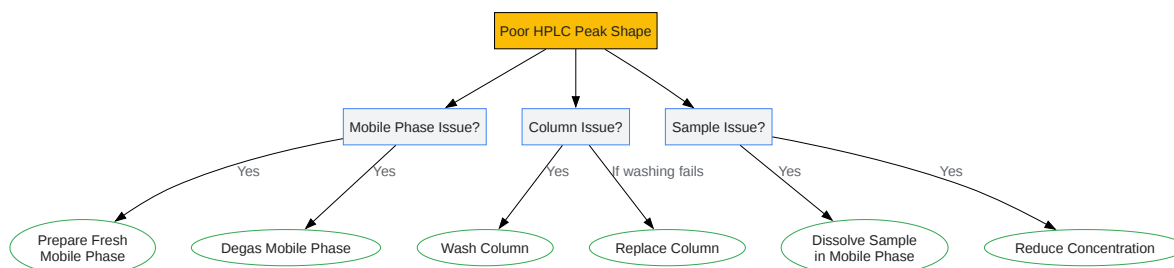 Poor HPLC Peak Shape
Mobile Phase Issue?
Column Issue?
Sample Issue?
Yes
Yes
Yes
If washing fails
Yes
Yes
Prepare Fresh
Mobile Phase
Degas Mobile Phase
Wash Column
Replace Column
Dissolve Sample
in Mobile Phase
Reduce Concentration